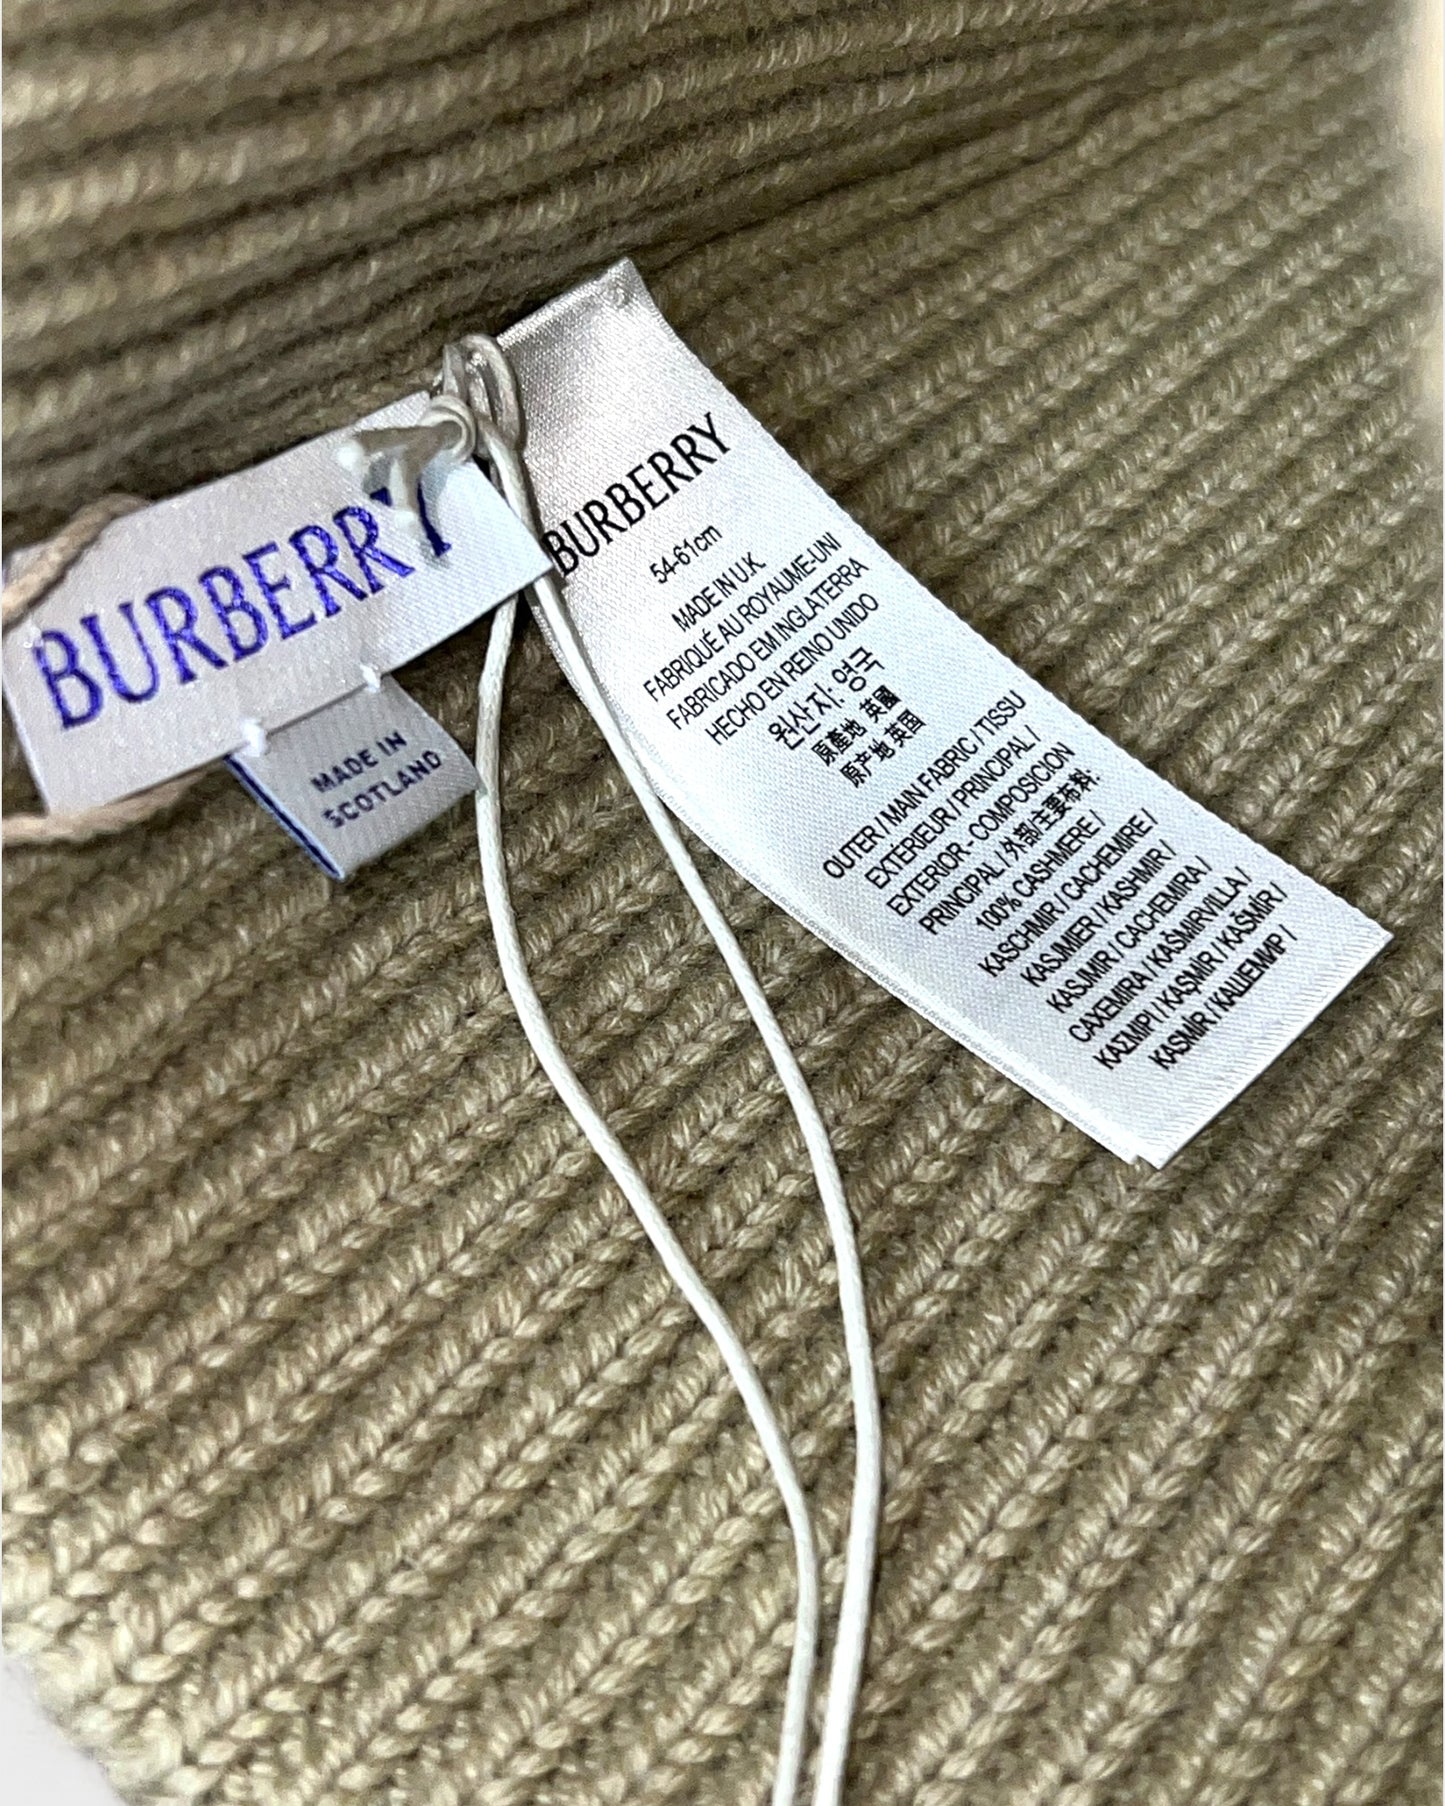 BURBERRY
MADE IN
SCOTLAND
BURBERRY
54-61cm
MADE IN U.K.
FABRIQUÉ AU ROYAUME-UNI
FABRICADO EM INGLATERRA
HECHO EN REINO UNIDO
원산지: 영국
原產地 英國
原产地 英国
OUTER / MAIN FABRIC / TISSU
EXTERIEUR / PRINCIPAL /
EXTERIOR - COMPOSICION
PRINCIPAL / 外部/主要布料:
100% CASHMERE /
KASCHMIR / CACHEMIRE /
KASJMIER / KASHMIR /
KASJMIR / CACHEMIRA /
CAXEMIRA / KAŠMIRVILLA /
ΚΑΣΜΙΡ / KAŞMİR / KAŠMÍR /
KASMÍR / КАШЕМИР /